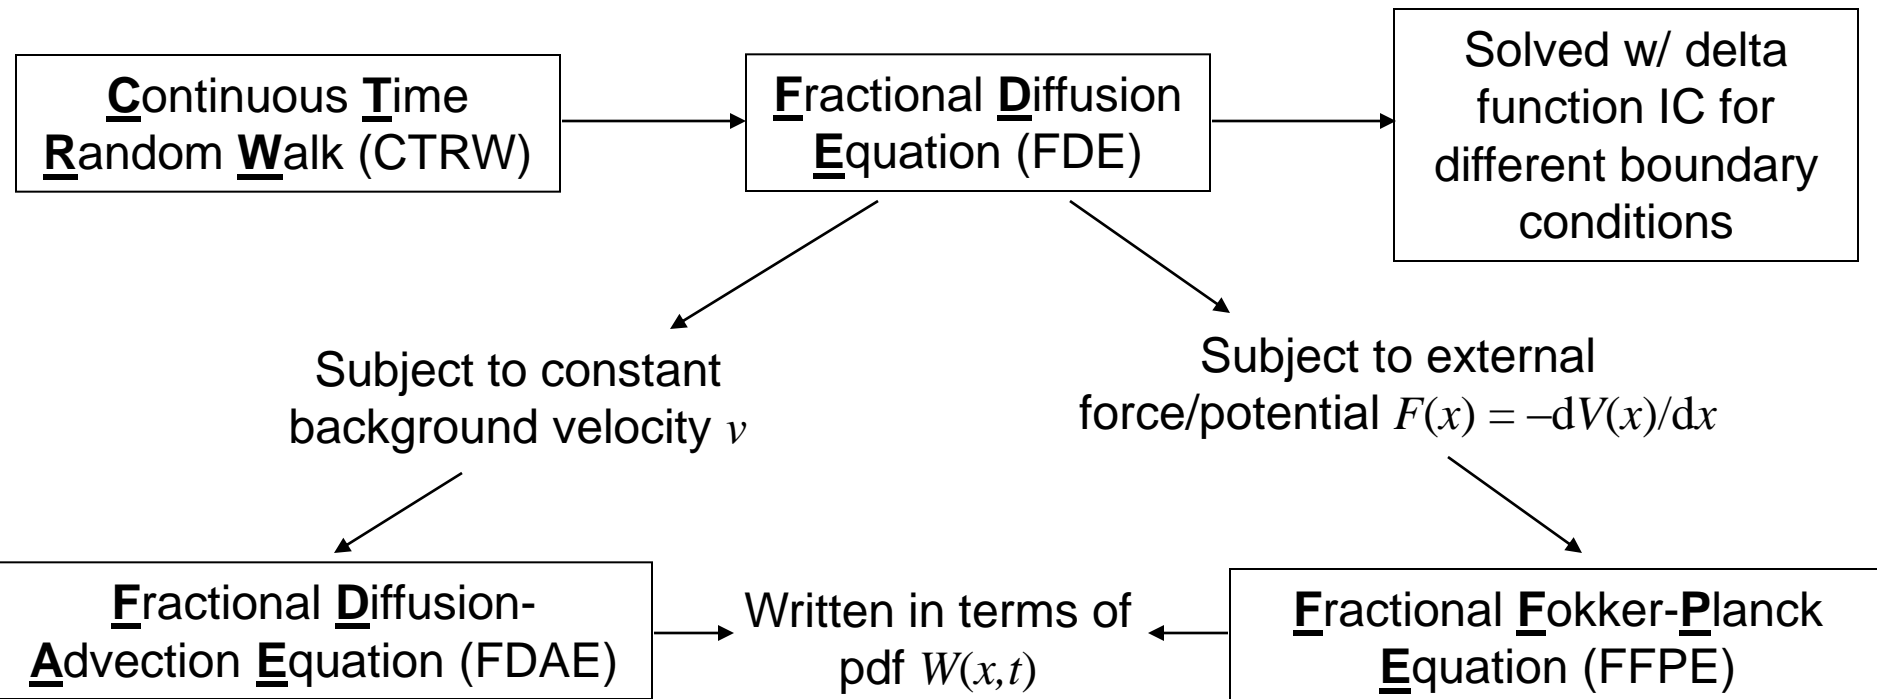 Continuous Time
Random Walk (CTRW)
Fractional Diffusion
Equation (FDE)
Solved w/ delta
function IC for
different boundary
conditions
Subject to constant
background velocity v
Subject to external
force/potential F(x) = –dV(x)/dx
Fractional Diffusion-
Advection Equation (FDAE)
Written in terms of
pdf W(x,t)
Fractional Fokker-Planck
Equation (FFPE)